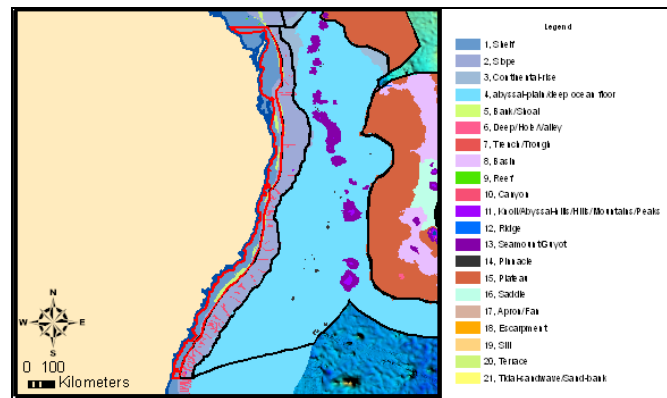 Legend
1, Shelf
2, Slope
3, Continental-rise
4, abyssal-plain/deep ocean floor
5, Bank/Shoal
6, Deep/Hole/Valley
7, Trench/Trough
8, Basin
9, Reef
10, Canyon
11, Knoll/Abyssal-hills/Hills/Mountains/Peaks
12, Ridge
13, Seamount/Guyot
14, Pinnacle
15, Plateau
16, Saddle
17, Apron/Fan
18, Escarpment
19, Sill
20, Terrace
21, Tidal-sandwave/Sand-bank
N
W E
S
0 100
Kilometers